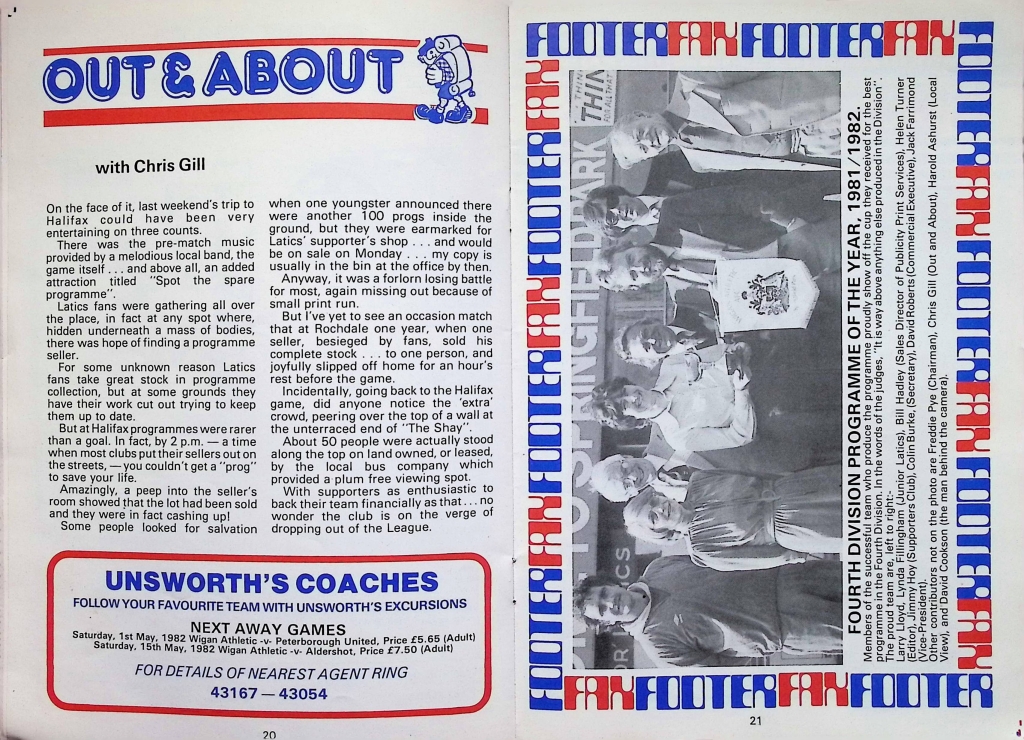 OUT & ABOUT
with Chris Gill
On the face of it, last weekend's trip to
Halifax could have been very
entertaining on three counts.
There was the pre-match music
provided by a melodious local band, the
game itself . . . and above all, an added
attraction titled "Spot the spare
programme".
Latics fans were gathering all over
the place, in fact at any spot where,
hidden underneath a mass of bodies,
there was hope of finding a programme
seller.
For some unknown reason Latics
fans take great stock in programme
collection, but at some grounds they
have their work cut out trying to keep
them up to date.
But at Halifax programmes were rarer
than a goal. In fact, by 2 p.m. — a time
when most clubs put their sellers out on
the streets, — you couldn't get a "prog"
to save your life.
Amazingly, a peep into the seller's
room showed that the lot had been sold
and they were in fact cashing up!
Some people looked for salvation
when one youngster announced there
were another 100 progs inside the
ground, but they were earmarked for
Latics' supporter's shop . . . and would
be on sale on Monday . . . my copy is
usually in the bin at the office by then.
Anyway, it was a forlorn losing battle
for most, again missing out because of
small print run.
But I've yet to see an occasion match
that at Rochdale one year, when one
seller, besieged by fans, sold his
complete stock . . . to one person, and
joyfully slipped off home for an hour's
rest before the game.
Incidentally, going back to the Halifax
game, did anyone notice the 'extra'
crowd, peering over the top of a wall at
the unterraced end of "The Shay".
About 50 people were actually stood
along the top on land owned, or leased,
by the local bus company which
provided a plum free viewing spot.
With supporters as enthusiastic to
back their team financially as that . . . no
wonder the club is on the verge of
dropping out of the League.
UNSWORTH'S COACHES
FOLLOW YOUR FAVOURITE TEAM WITH UNSWORTH'S EXCURSIONS
NEXT AWAY GAMES
Saturday, 1st May, 1982 Wigan Athletic -v- Peterborough United, Price £5.65 (Adult)
Saturday, 15th May, 1982 Wigan Athletic -v- Aldershot, Price £7.50 (Adult)
FOR DETAILS OF NEAREST AGENT RING
43167 — 43054
20
FOOTER FAX FOOTER FAX
FOOTER FAX FOOTER FAX FOOTER FAX
FOOTER FAX FOOTER FAX FOOTER FAX FOOTER
FAX FOOTER FAX FOOTER
TO SPRINGFIELD PARK
THIN
FOURTH DIVISION PROGRAMME OF THE YEAR, 1981/1982.
Members of the successful team who produce the programme proudly show off the cup they received for the best
programme in the Fourth Division. In the words of the judges, "It is way above anything else produced in the Division".
The proud team are, left to right:-
Larry Lloyd, Lynda Fillingham (Junior Latics), Bill Hadley (Sales Director of Publicity Print Services), Helen Turner
(Editor), Jimmy Hoy (Supporters Club), Colin Burke, (Secretary), David Roberts (Commercial Executive), Jack Farrimond
(Vice-President).
Other contributors not on the photo are Freddie Pye (Chairman), Chris Gill (Out and About), Harold Ashurst (Local
View), and David Cookson (the man behind the camera).
21